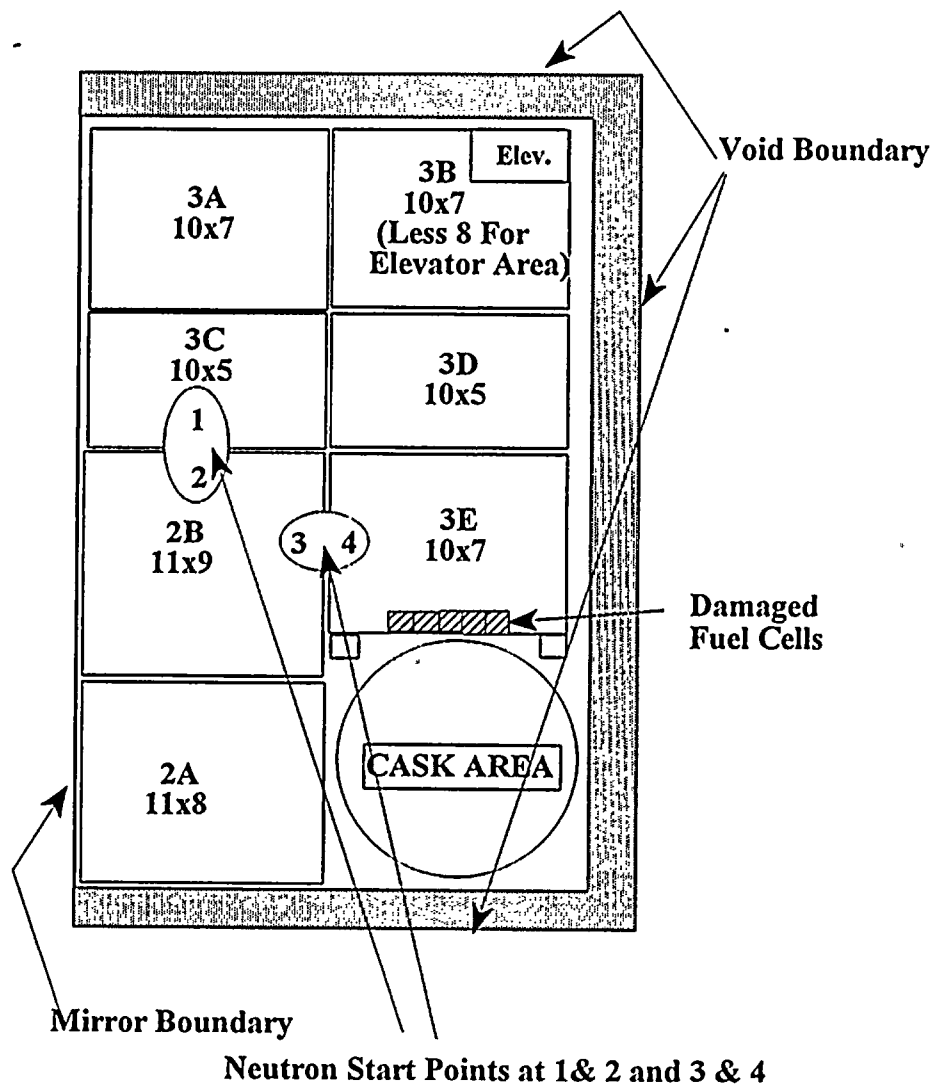 Void Boundary
Elev.
3A
10x7
3B
10x7
(Less 8 For
Elevator Area)
3C
10x5
3D
10x5
1
2
2B
11x9
3 4
3E
10x7
Damaged
Fuel Cells
2A
11x8
CASK AREA
Mirror Boundary
Neutron Start Points at 1& 2 and 3 & 4